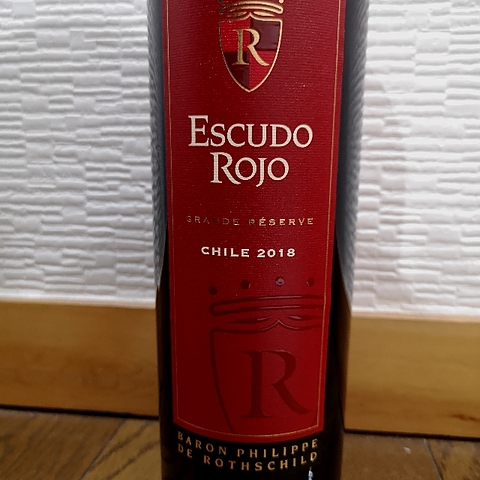 R
ESCUDO
ROJO
GRANDE RÉSERVE
CHILE 2018
R
BARON PHILIPPE
DE ROTHSCHILD